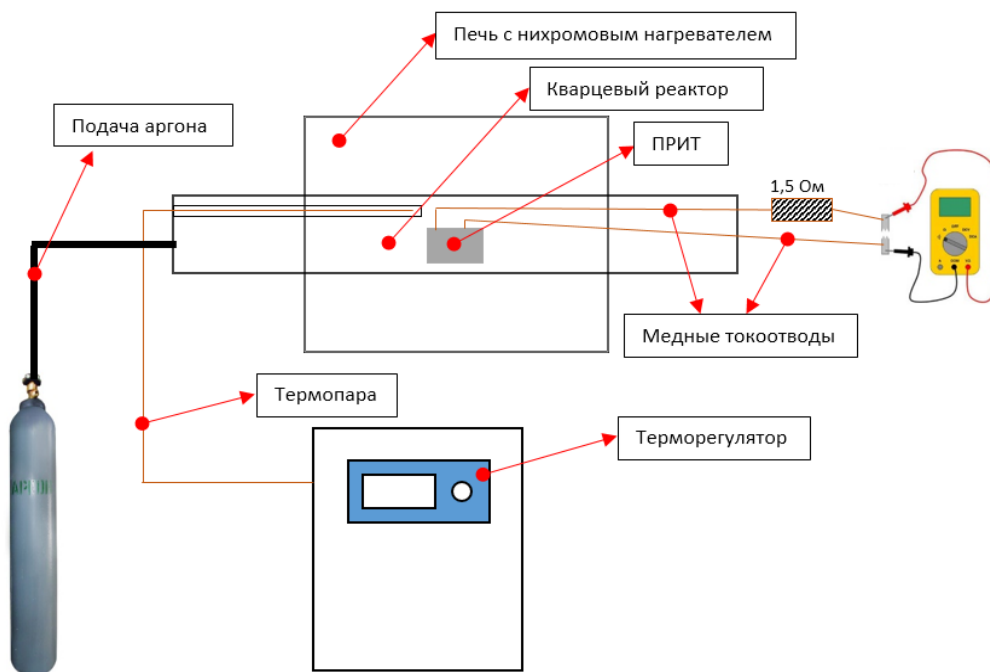 Печь с нихромовым нагревателем
Кварцевый реактор
Подача аргона
ПРИТ
1,5 Ом
Медные токоотводы
Термопара
Терморегулятор